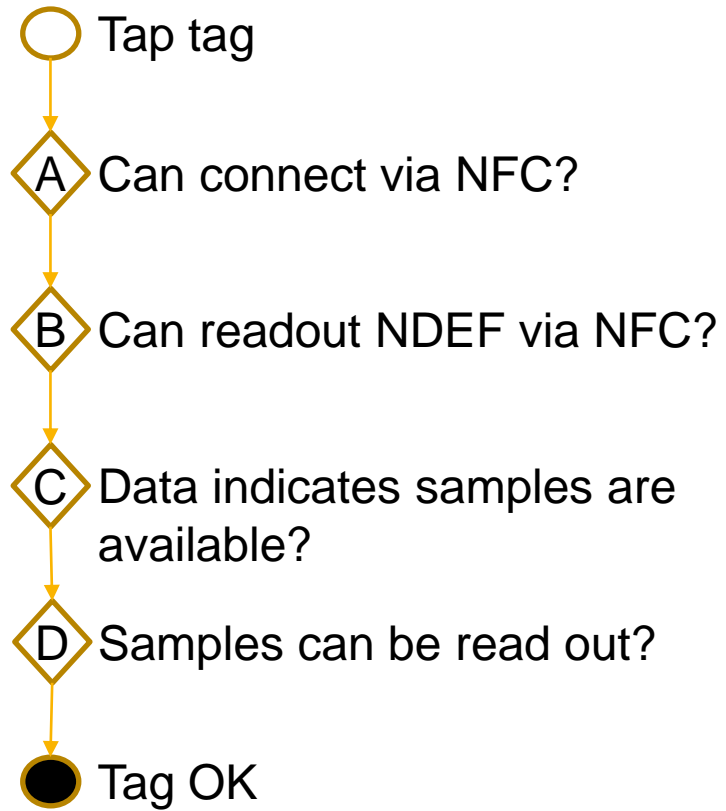 Tap tag
A Can connect via NFC?
B Can readout NDEF via NFC?
C Data indicates samples are
available?
D Samples can be read out?
Tag OK